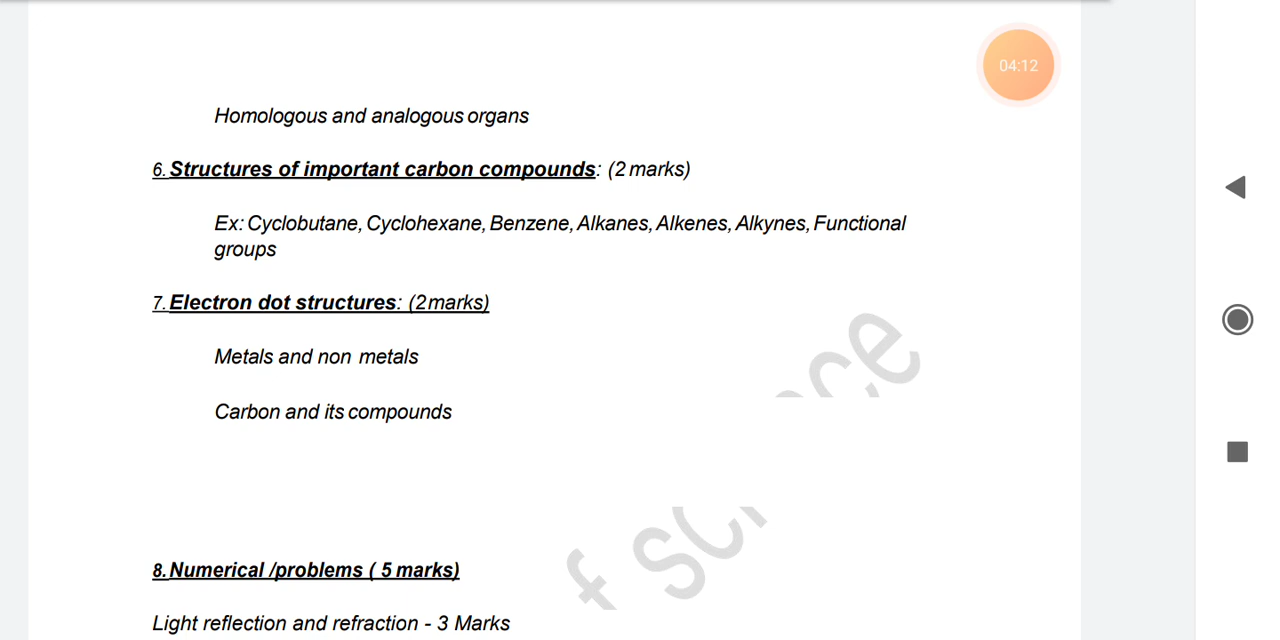 04:12
Homologous and analogous organs
6. Structures of important carbon compounds: (2 marks)
Ex: Cyclobutane, Cyclohexane, Benzene, Alkanes, Alkenes, Alkynes, Functional
groups
7. Electron dot structures: (2marks)
Metals and non metals
Carbon and its compounds
8. Numerical /problems ( 5 marks)
Light reflection and refraction - 3 Marks